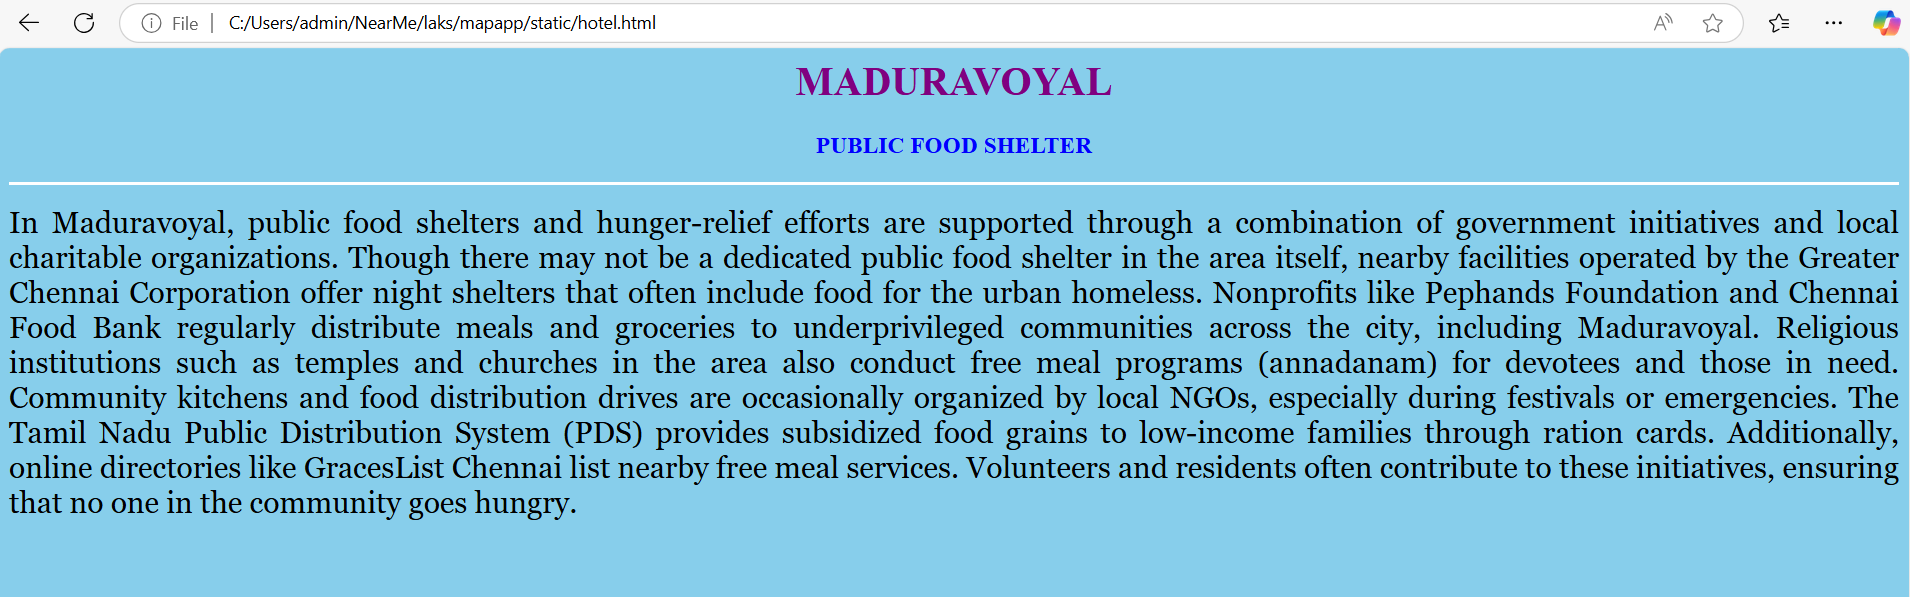 File | C:/Users/admin/NearMe/laks/mapapp/static/hotel.html
MADURAVOYAL
PUBLIC FOOD SHELTER
In Maduravoyal, public food shelters and hunger-relief efforts are supported through a combination of government initiatives and local
charitable organizations. Though there may not be a dedicated public food shelter in the area itself, nearby facilities operated by the Greater
Chennai Corporation offer night shelters that often include food for the urban homeless. Nonprofits like Pephands Foundation and Chennai
Food Bank regularly distribute meals and groceries to underprivileged communities across the city, including Maduravoyal. Religious
institutions such as temples and churches in the area also conduct free meal programs (annadanam) for devotees and those in need.
Community kitchens and food distribution drives are occasionally organized by local NGOs, especially during festivals or emergencies. The
Tamil Nadu Public Distribution System (PDS) provides subsidized food grains to low-income families through ration cards. Additionally,
online directories like GracesList Chennai list nearby free meal services. Volunteers and residents often contribute to these initiatives, ensuring
that no one in the community goes hungry.